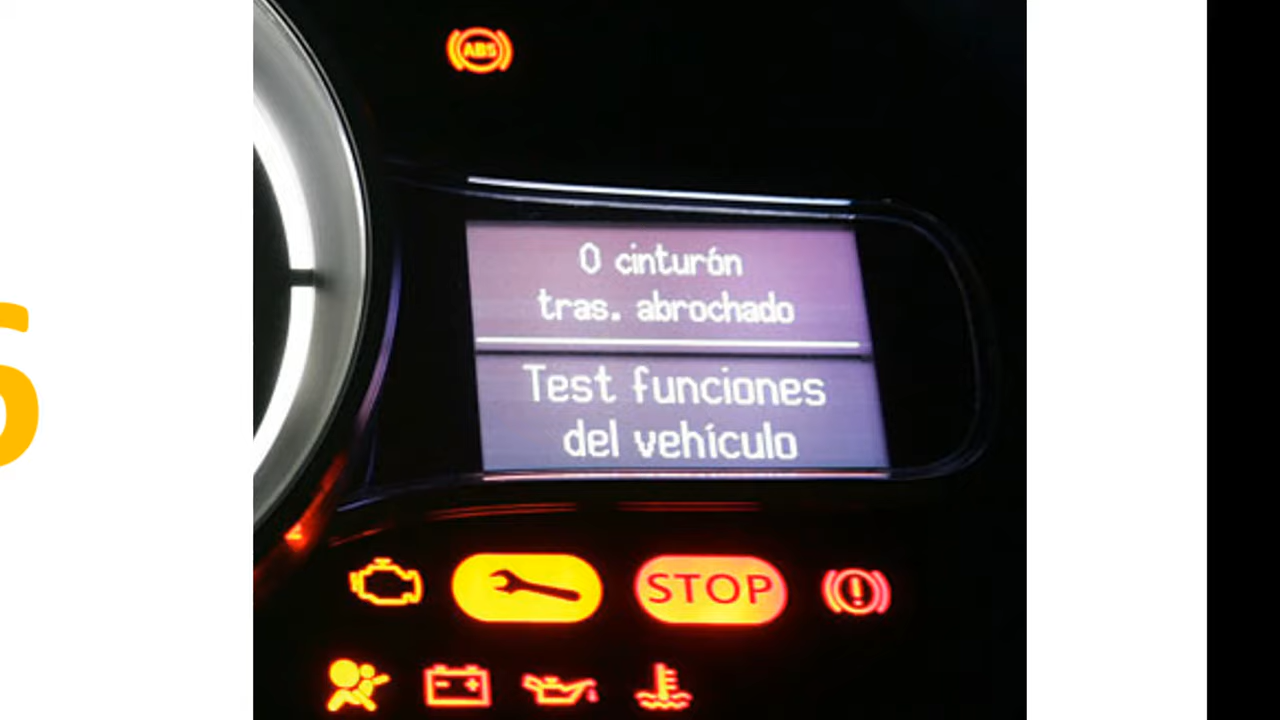 ABS
0 cinturón
tras. abrochado
Test funciones
del vehículo
STOP